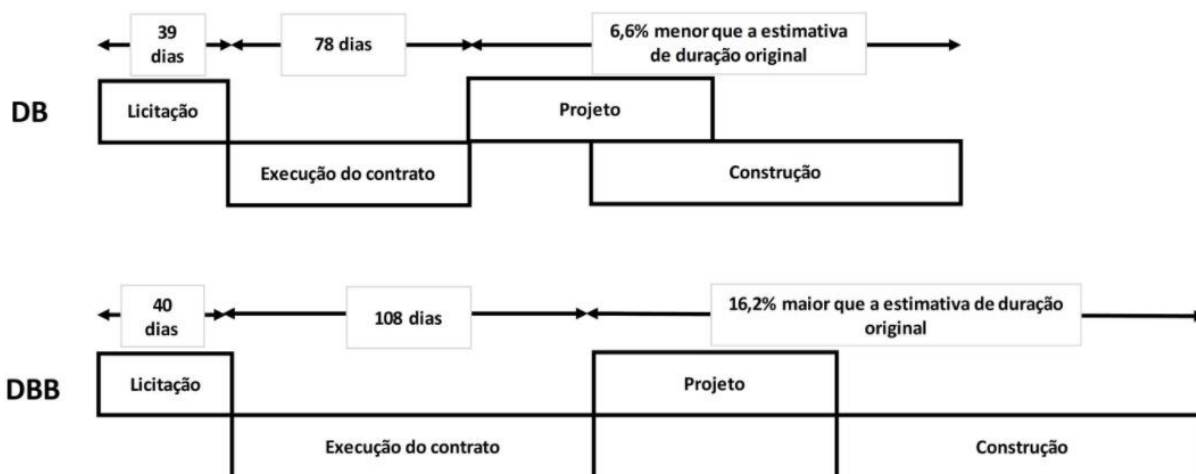 39
dias
78 dias
6,6% menor que a estimativa
de duração original
DB
Licitação
Projeto
Execução do contrato
Construção
40
dias
108 dias
16,2% maior que a estimativa de duração
original
DBB
Licitação
Projeto
Execução do contrato
Construção